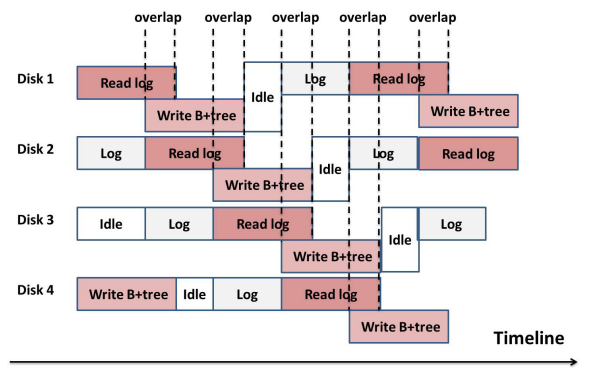 overlap overlap overlap overlap overlap
Disk 1 Read log Idle Log Read log
Write B+tree Write B+tree
Disk 2 Log Read log Idle Log Read log
Write B+tree
Disk 3 Idle Log Read log Idle Log
Write B+tree
Disk 4 Write B+tree Idle Log Read log
Write B+tree
Timeline